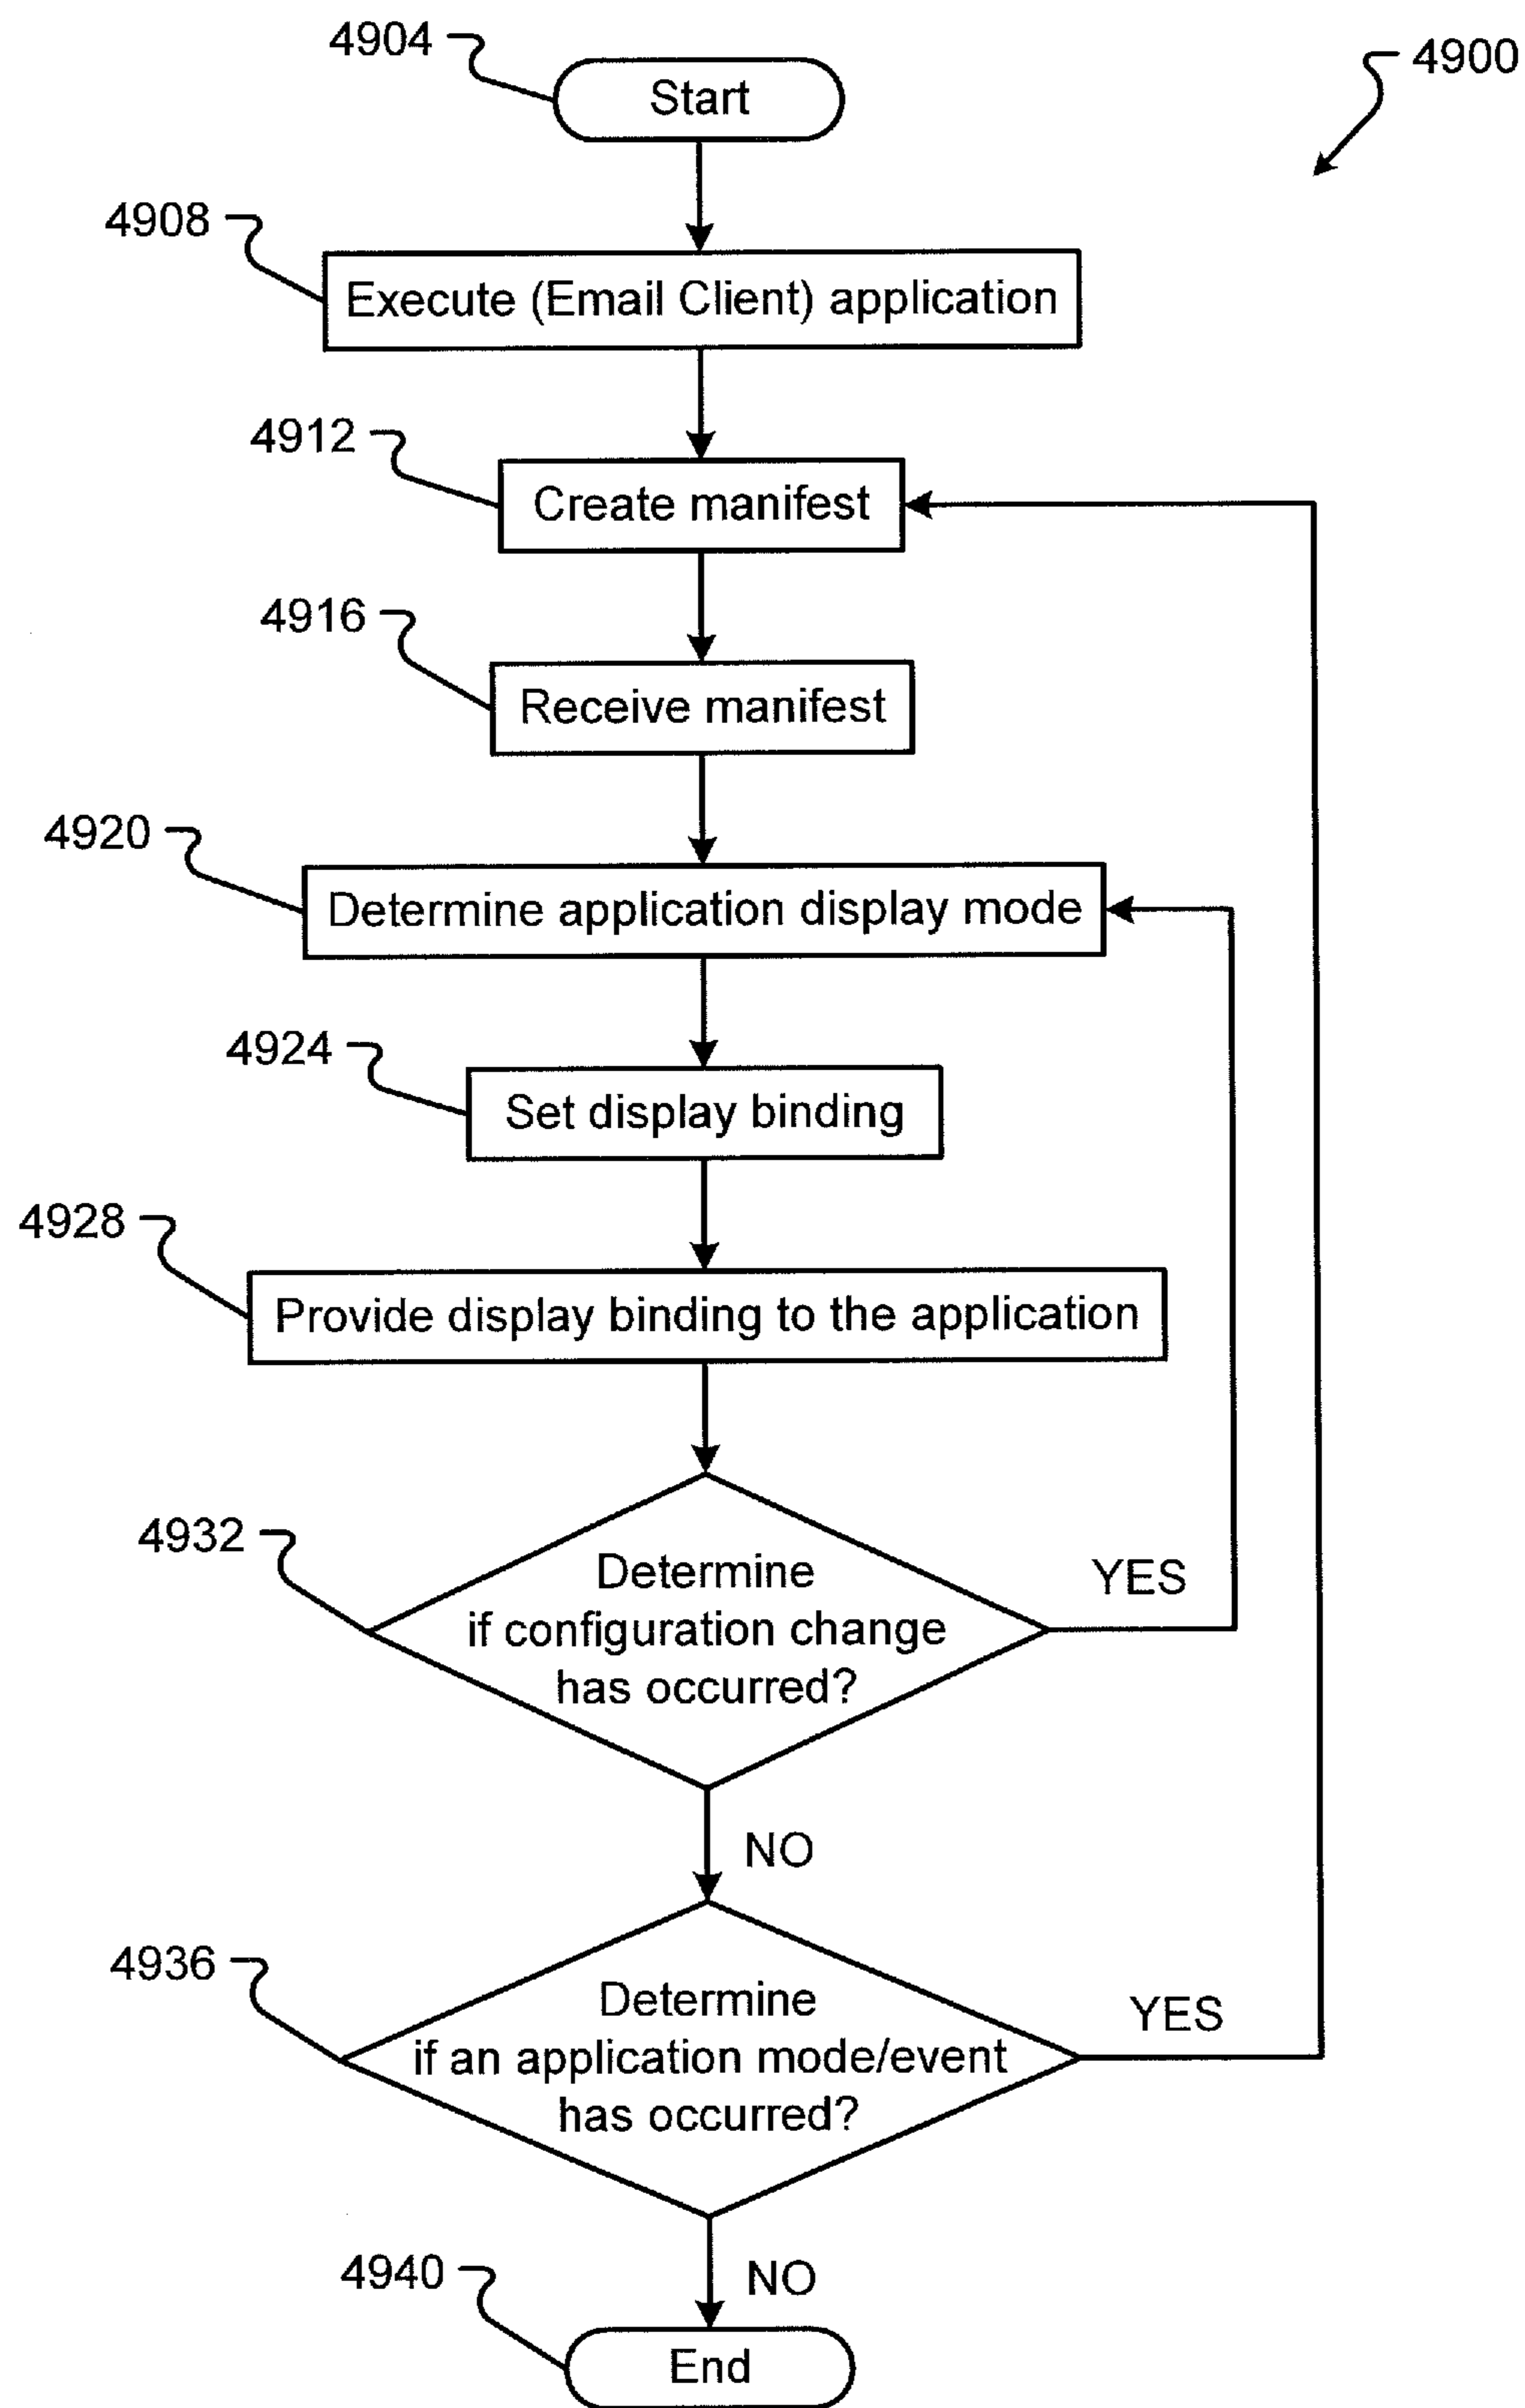 4904
Start
4900
4908
Execute (Email Client) application
4912
Create manifest
4916
Receive manifest
4920
Determine application display mode
4924
Set display binding
4928
Provide display binding to the application
4932
Determine
if configuration change
has occurred?
YES
NO
4936
Determine
if an application mode/event
has occurred?
YES
NO
4940
End